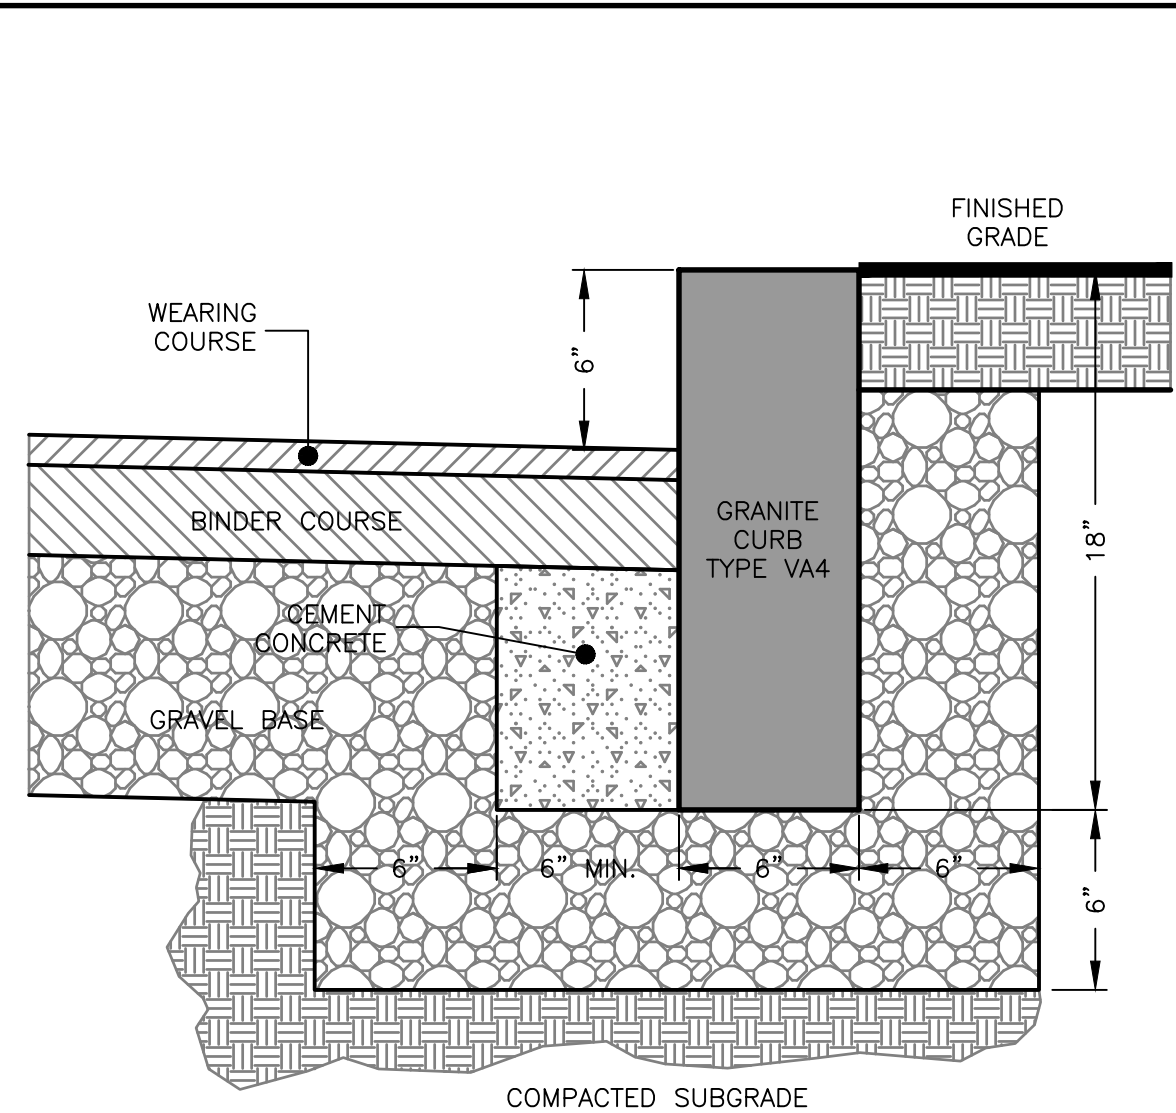 FINISHED
GRADE
WEARING
COURSE
6”
BINDER COURSE
GRANITE
CURB
TYPE VA4
18”
CEMENT
CONCRETE
GRAVEL BASE
6”
6” MIN.
6”
6”
6”
COMPACTED SUBGRADE